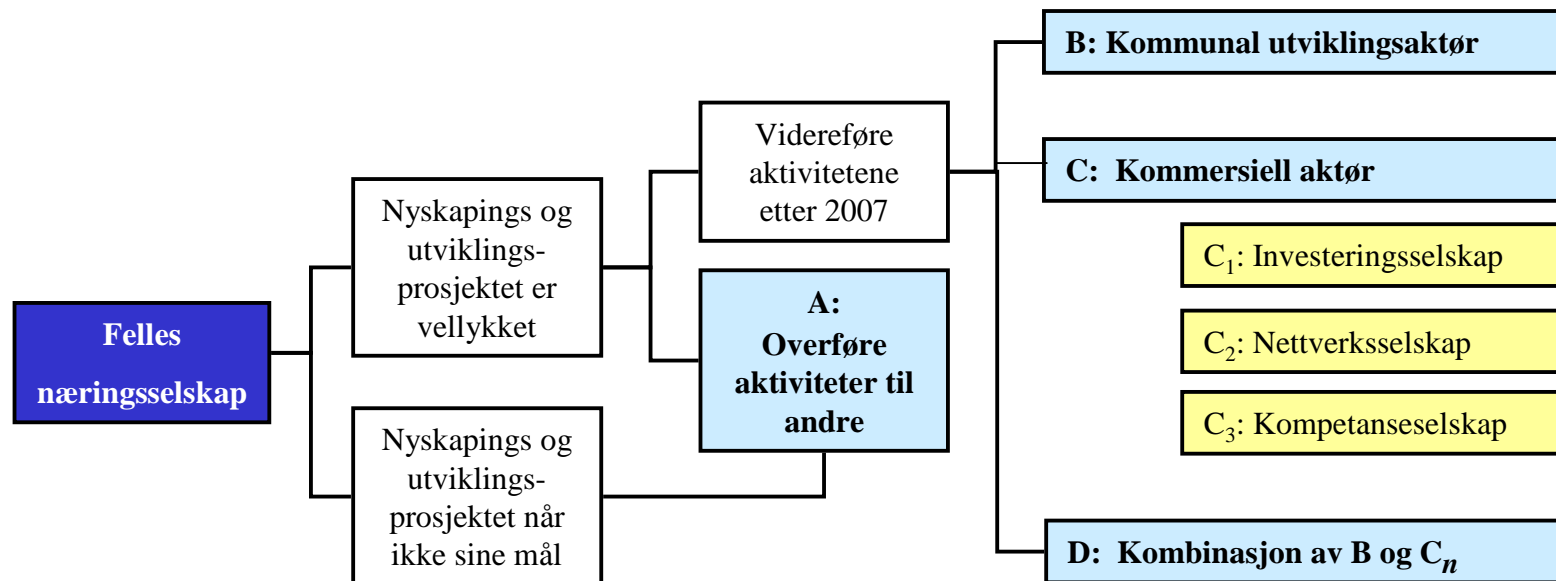 Felles
næringsselskap
Nyskapings og
utviklings-
prosjektet er
vellykket
Nyskapings og
utviklings-
prosjektet når
ikke sine mål
Videreføre
aktivitetene
etter 2007
A:
Overføre
aktiviteter til
andre
B: Kommunal utviklingsaktør
C: Kommersiell aktør
C1: Investeringsselskap
C2: Nettverksselskap
C3: Kompetanseselskap
D: Kombinasjon av B og Cn